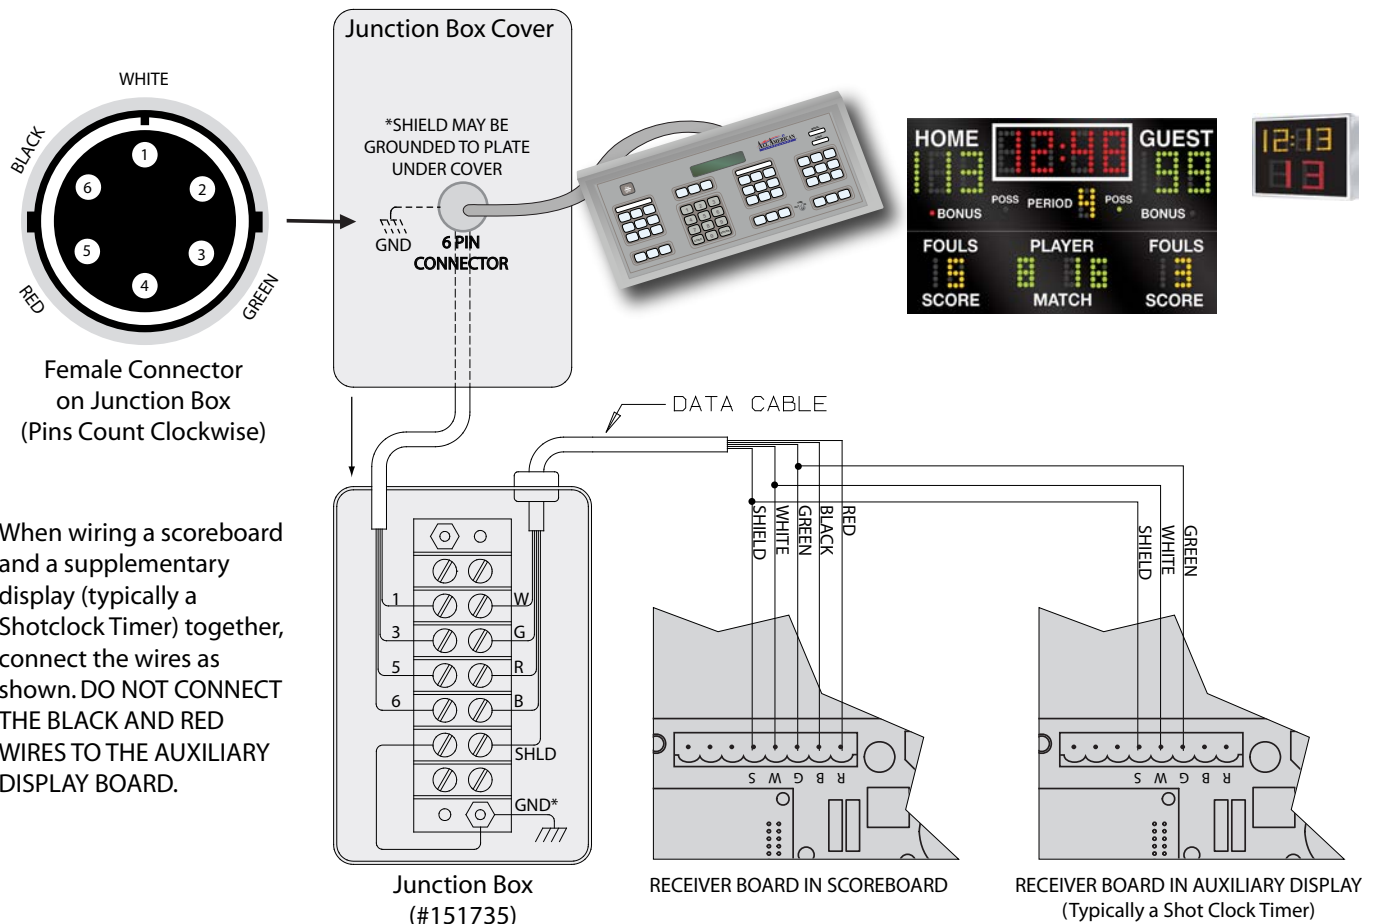 Junction Box Cover
WHITE
BLACK
RED
GREEN
1
2
3
4
5
6
Female Connector
on Junction Box
(Pins Count Clockwise)
*SHIELD MAY BE
GROUNDED TO PLATE
UNDER COVER
GND
6 PIN
CONNECTOR
HOME
12:48
GUEST
113
59
POSS
PERIOD
4
POSS
BONUS
BONUS
FOULS
PLAYER
FOULS
5
8 16
3
SCORE
MATCH
SCORE
12:13
13
DATA CABLE
When wiring a scoreboard
and a supplementary
display (typically a
Shotclock Timer) together,
connect the wires as
shown. DO NOT CONNECT
THE BLACK AND RED
WIRES TO THE AUXILIARY
DISPLAY BOARD.
1
3
5
6
W
G
R
B
SHLD
GND*
Junction Box
(#151735)
SHIELD
WHITE
GREEN
BLACK
RED
S W G B R
RECEIVER BOARD IN SCOREBOARD
SHIELD
WHITE
GREEN
S W G B R
RECEIVER BOARD IN AUXILIARY DISPLAY
(Typically a Shot Clock Timer)